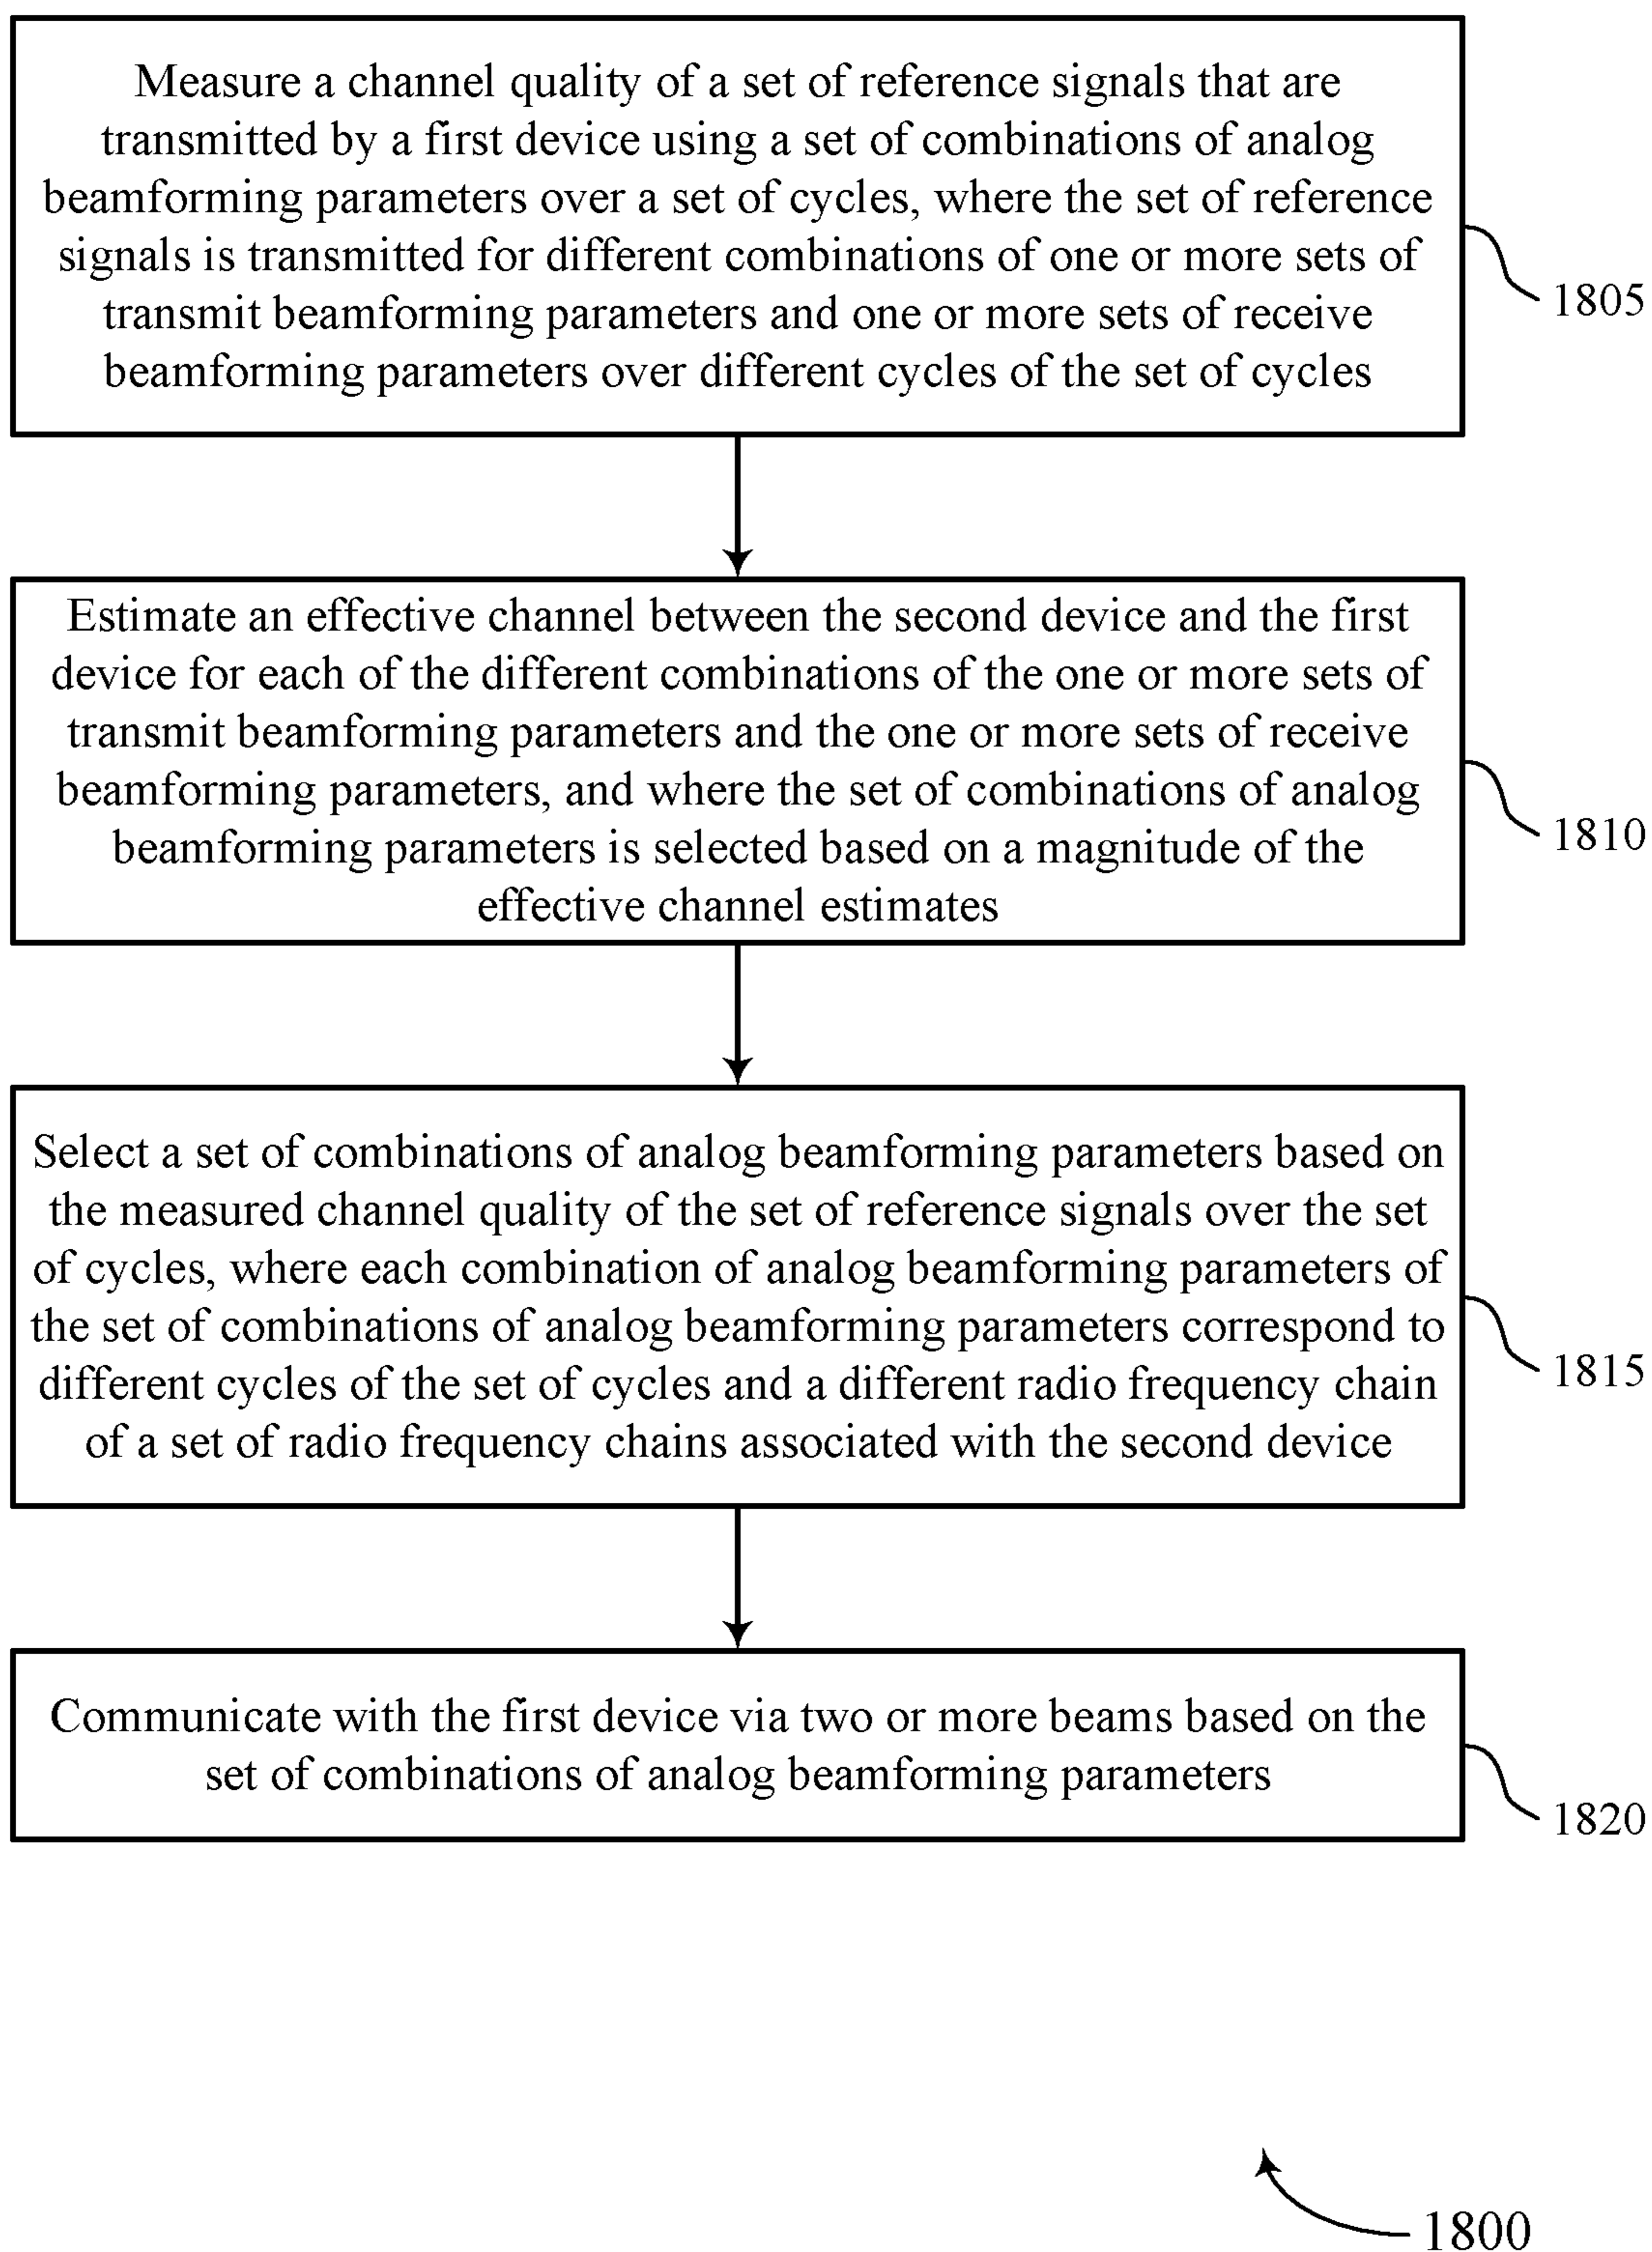 Measure a channel quality of a set of reference signals that are
transmitted by a first device using a set of combinations of analog
beamforming parameters over a set of cycles, where the set of reference
signals is transmitted for different combinations of one or more sets of
transmit beamforming parameters and one or more sets of receive
beamforming parameters over different cycles of the set of cycles
1805
Estimate an effective channel between the second device and the first
device for each of the different combinations of the one or more sets of
transmit beamforming parameters and the one or more sets of receive
beamforming parameters, and where the set of combinations of analog
beamforming parameters is selected based on a magnitude of the
effective channel estimates
1810
Select a set of combinations of analog beamforming parameters based on
the measured channel quality of the set of reference signals over the set
of cycles, where each combination of analog beamforming parameters of
the set of combinations of analog beamforming parameters correspond to
different cycles of the set of cycles and a different radio frequency chain
of a set of radio frequency chains associated with the second device
1815
Communicate with the first device via two or more beams based on the
set of combinations of analog beamforming parameters
1820
1800